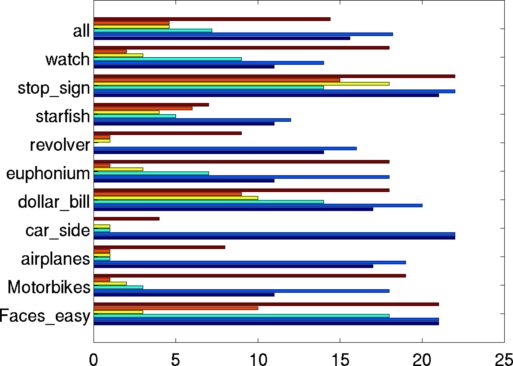 all
watch
stop_sign
starfish
revolver
euphonium
dollar_bill
car_side
airplanes
Motorbikes
Faces_easy
0 5 10 15 20 25